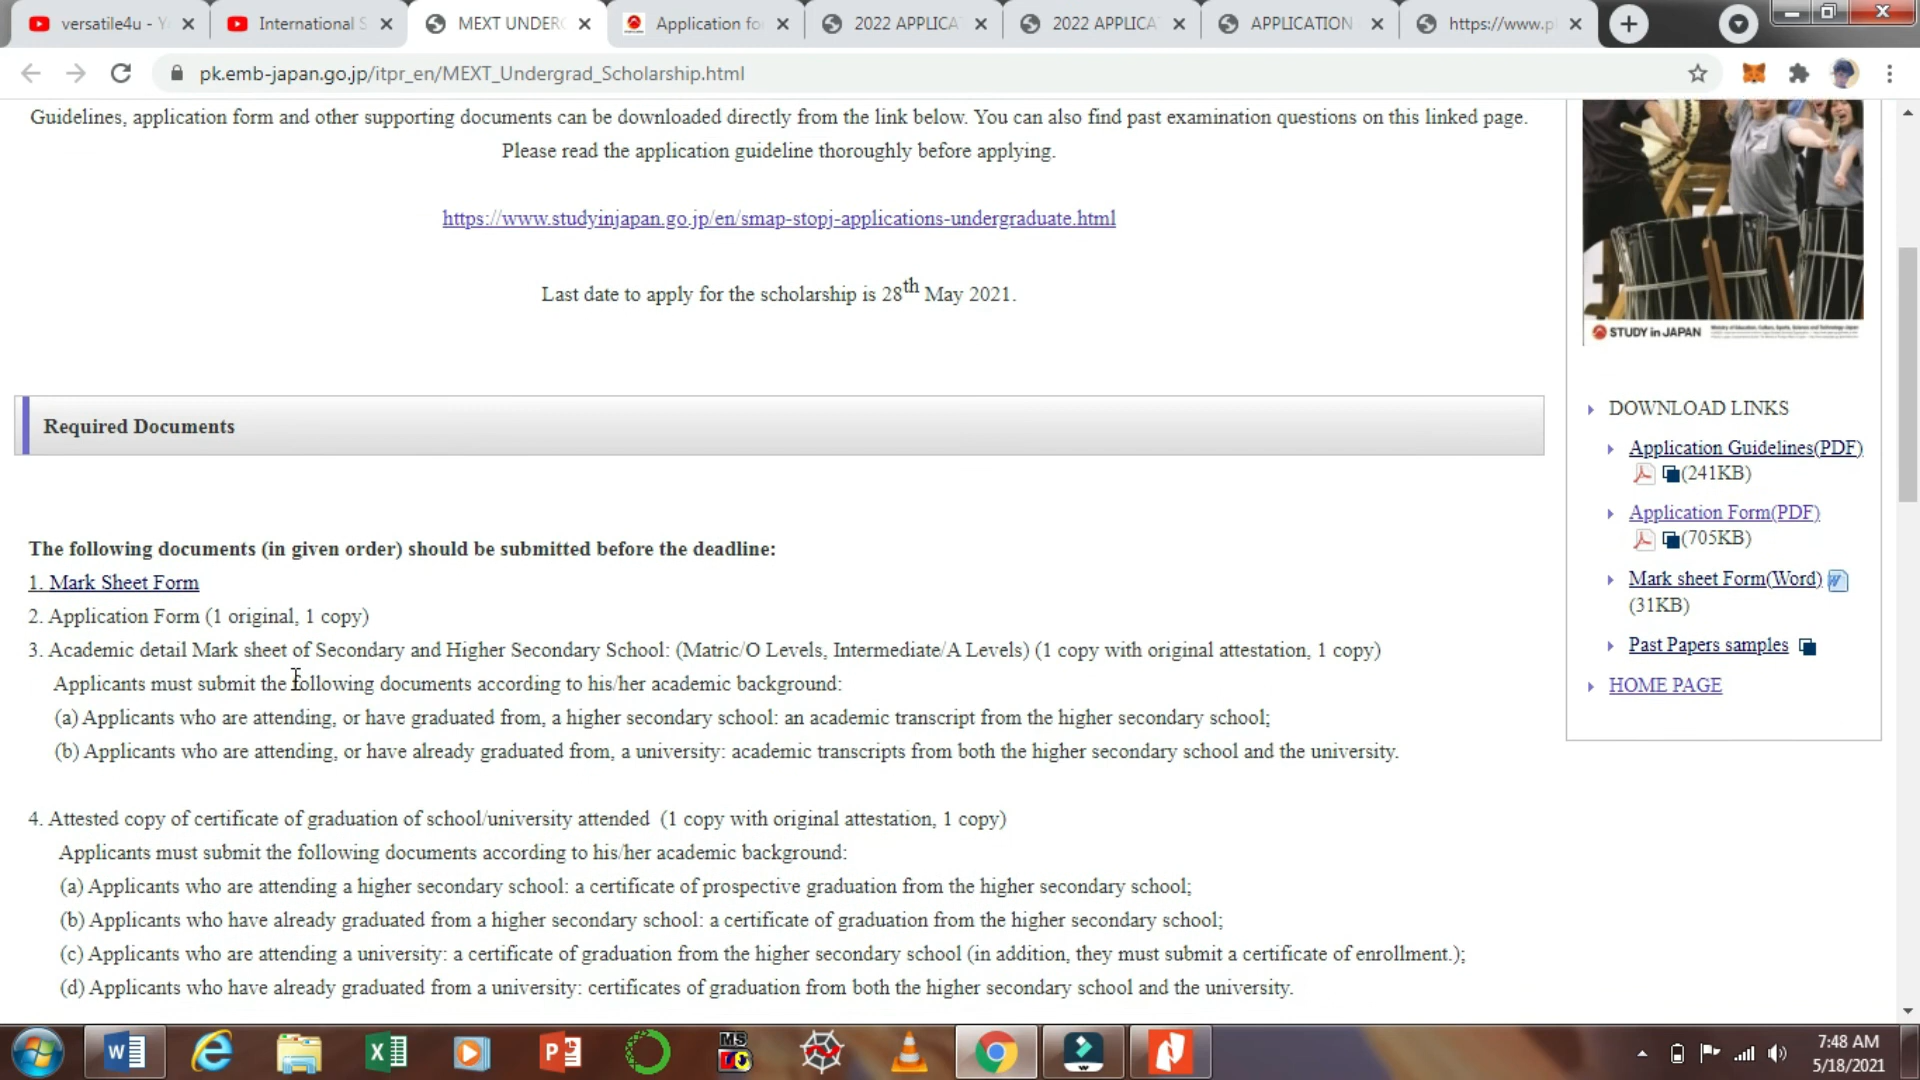 versatile4u - Y
International S
MEXT UNDERG
Application fo
2022 APPLICA
2022 APPLICA
APPLICATION
https://www.p
pk.emb-japan.go.jp/itpr_en/MEXT_Undergrad_Scholarship.html
Guidelines, application form and other supporting documents can be downloaded directly from the link below. You can also find past examination questions on this linked page.
Please read the application guideline thoroughly before applying.
https://www.studyinjapan.go.jp/en/smap-stopj-applications-undergraduate.html
Last date to apply for the scholarship is 28th May 2021.
STUDY in JAPAN
Required Documents
DOWNLOAD LINKS
Application Guidelines(PDF)
(241KB)
Application Form(PDF)
(705KB)
Mark sheet Form(Word)
(31KB)
Past Papers samples
HOME PAGE
The following documents (in given order) should be submitted before the deadline:
1. Mark Sheet Form
2. Application Form (1 original, 1 copy)
3. Academic detail Mark sheet of Secondary and Higher Secondary School: (Matric/O Levels, Intermediate/A Levels) (1 copy with original attestation, 1 copy)
Applicants must submit the following documents according to his/her academic background:
(a) Applicants who are attending, or have graduated from, a higher secondary school: an academic transcript from the higher secondary school;
(b) Applicants who are attending, or have already graduated from, a university: academic transcripts from both the higher secondary school and the university.
4. Attested copy of certificate of graduation of school/university attended (1 copy with original attestation, 1 copy)
Applicants must submit the following documents according to his/her academic background:
(a) Applicants who are attending a higher secondary school: a certificate of prospective graduation from the higher secondary school;
(b) Applicants who have already graduated from a higher secondary school: a certificate of graduation from the higher secondary school;
(c) Applicants who are attending a university: a certificate of graduation from the higher secondary school (in addition, they must submit a certificate of enrollment.);
(d) Applicants who have already graduated from a university: certificates of graduation from both the higher secondary school and the university.
7:48 AM
5/18/2021